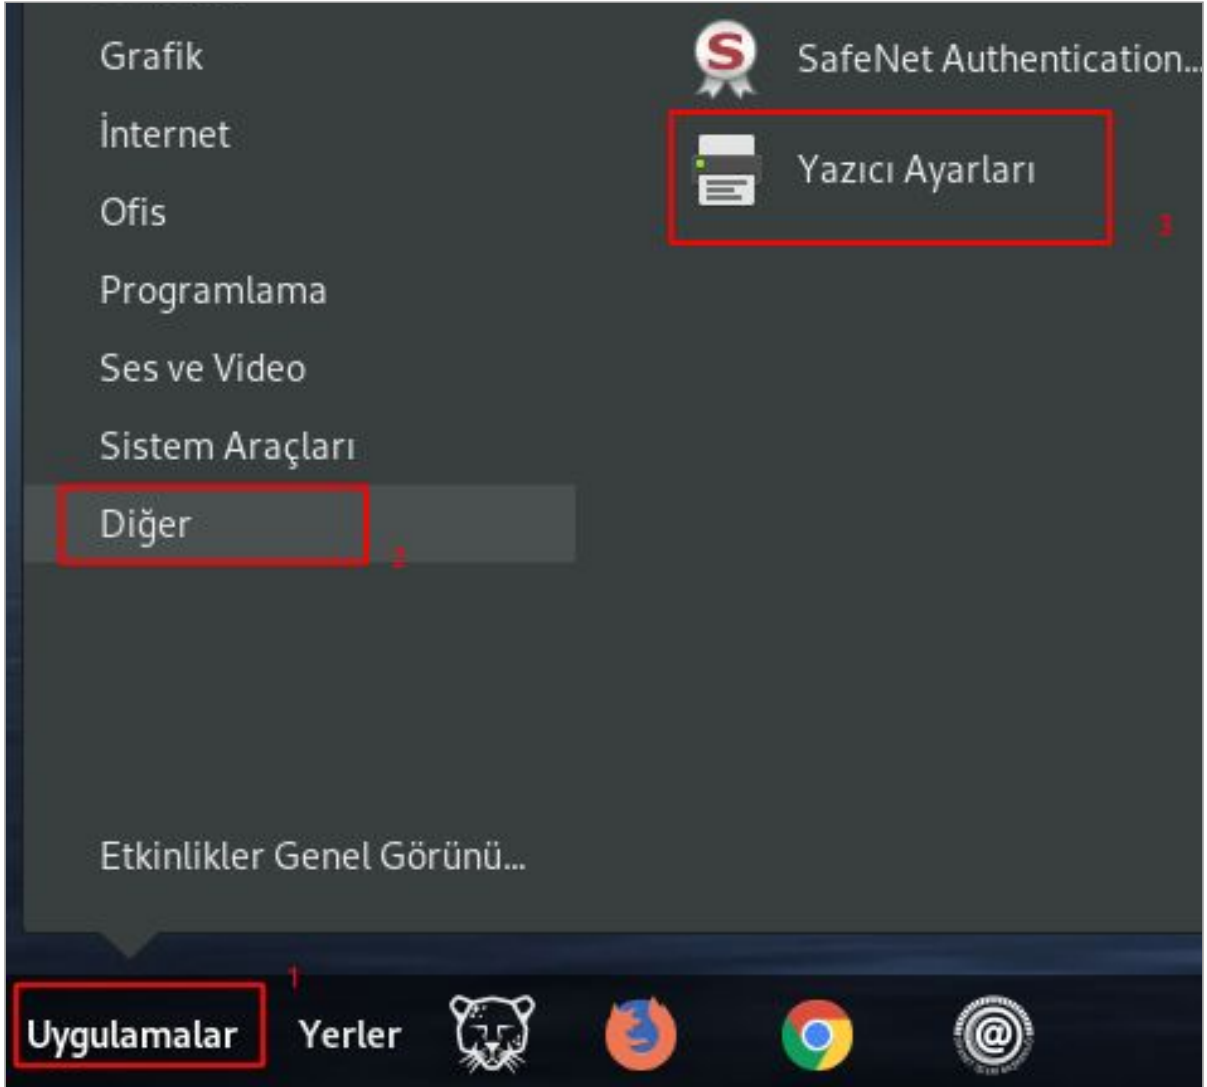 Grafik
İnternet
Ofis
Programlama
Ses ve Video
Sistem Araçları
Diğer
2
Etkinlikler Genel Görünü...
SafeNet Authentication...
Yazıcı Ayarları
3
1
Uygulamalar
Yerler
@